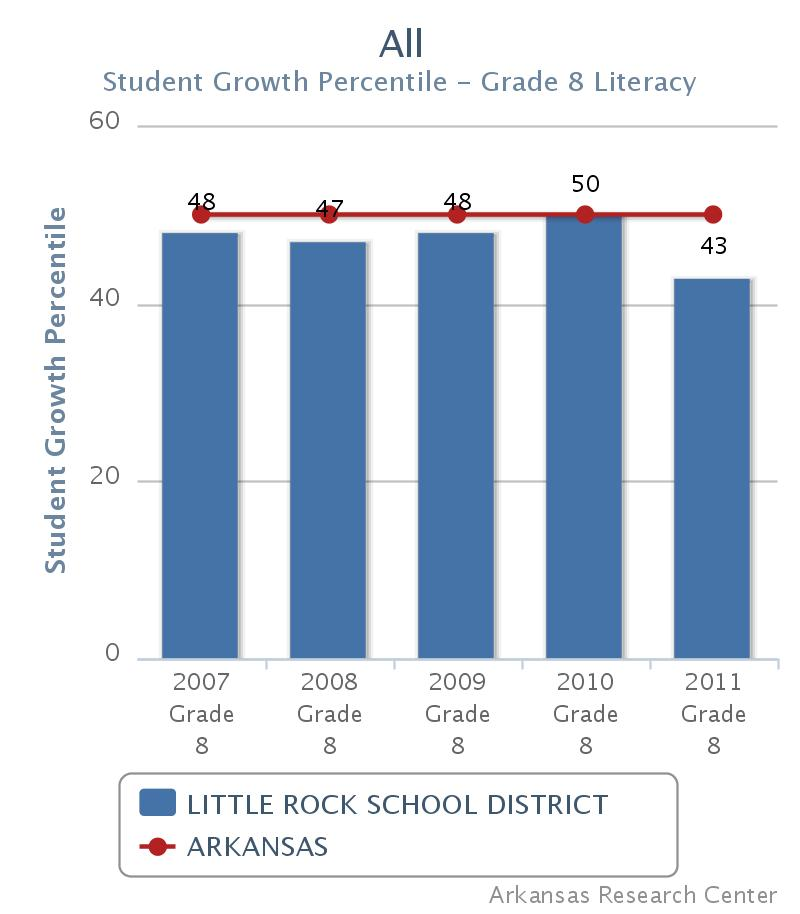 All
Student Growth Percentile – Grade 8 Literacy
Student Growth Percentile
60
40
20
0
48
47
48
50
43
2007 Grade 8
2008 Grade 8
2009 Grade 8
2010 Grade 8
2011 Grade 8
LITTLE ROCK SCHOOL DISTRICT
ARKANSAS
Arkansas Research Center